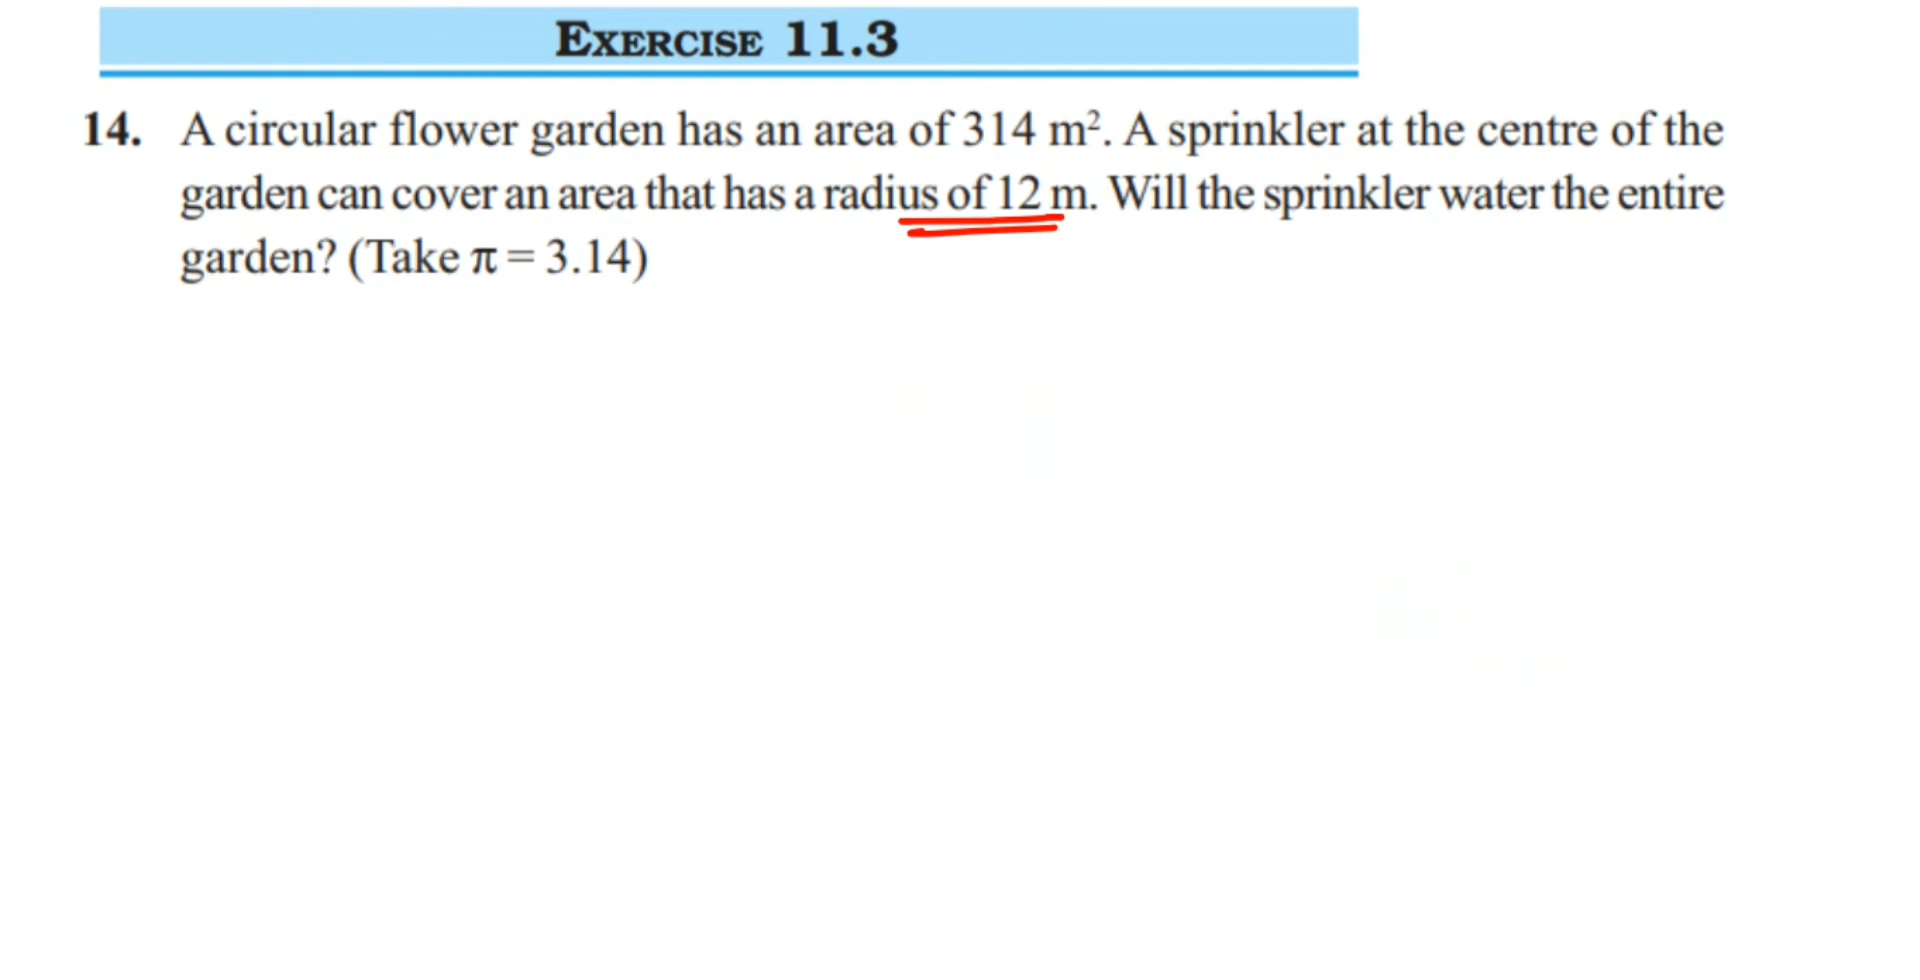 EXERCISE 11.3
14. A circular flower garden has an area of 314 m². A sprinkler at the centre of the
garden can cover an area that has a radius of 12 m. Will the sprinkler water the entire
garden? (Take π = 3.14)